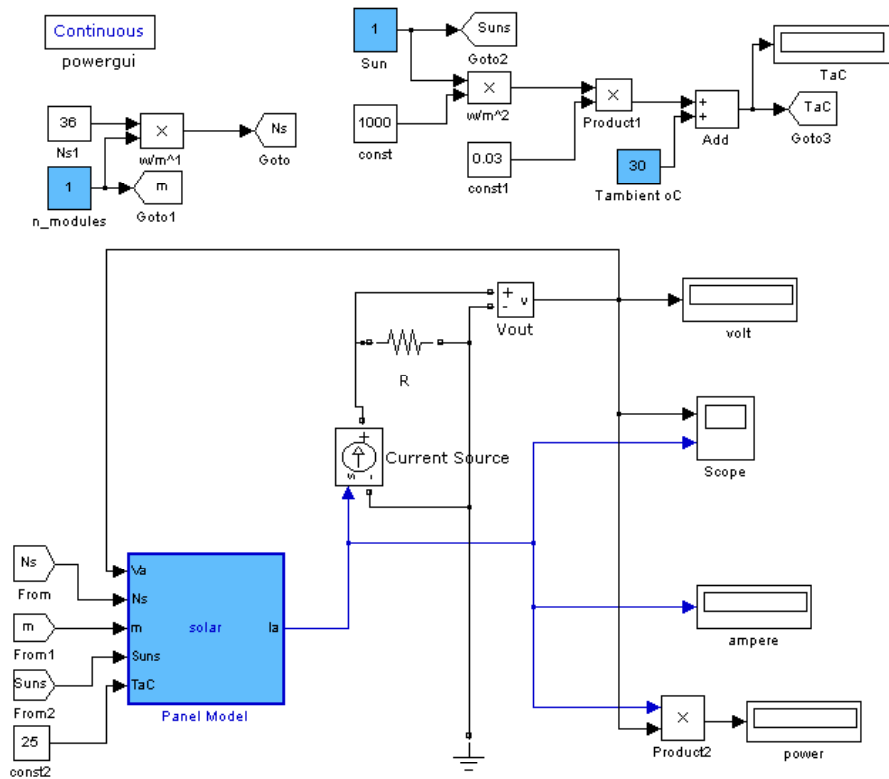 Continuous
powergui
1
Sun
Suns
Goto2
TaC
36
Ns1
w/m^1
Ns
Goto
1
n_modules
m
Goto1
1000
const
w/m^2
0.03
const1
Product1
+
+
Add
30
Tambient oC
TaC
Goto3
+
-
v
Vout
volt
R
+
s
-
Current Source
Scope
Ns
From
m
From1
Suns
From2
25
const2
Va
Ns
m
Suns
TaC
solar
Ia
Panel Model
ampere
Product2
power